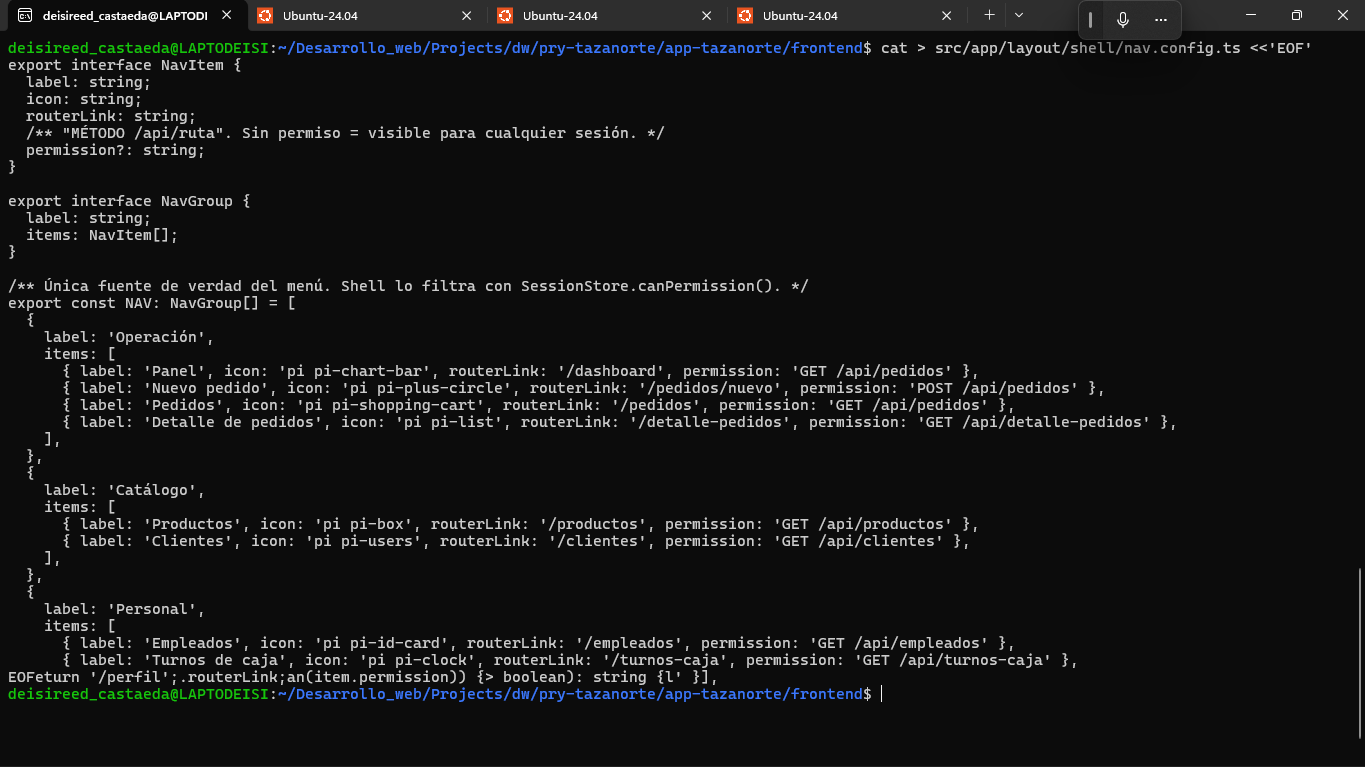 deisireed_castaeda@LAPTODI
Ubuntu-24.04
Ubuntu-24.04
Ubuntu-24.04
deisireed_castaeda@LAPTODEISI:~/Desarrollo_web/Projects/dw/pry-tazanorte/app-tazanorte/frontend$ cat > src/app/layout/shell/nav.config.ts <<'EOF'
export interface NavItem {
  label: string;
  icon: string;
  routerLink: string;
  /** "MÉTODO /api/ruta". Sin permiso = visible para cualquier sesión. */
  permission?: string;
}

export interface NavGroup {
  label: string;
  items: NavItem[];
}

/** Única fuente de verdad del menú. Shell lo filtra con SessionStore.canPermission(). */
export const NAV: NavGroup[] = [
  {
    label: 'Operación',
    items: [
      { label: 'Panel', icon: 'pi pi-chart-bar', routerLink: '/dashboard', permission: 'GET /api/pedidos' },
      { label: 'Nuevo pedido', icon: 'pi pi-plus-circle', routerLink: '/pedidos/nuevo', permission: 'POST /api/pedidos' },
      { label: 'Pedidos', icon: 'pi pi-shopping-cart', routerLink: '/pedidos', permission: 'GET /api/pedidos' },
      { label: 'Detalle de pedidos', icon: 'pi pi-list', routerLink: '/detalle-pedidos', permission: 'GET /api/detalle-pedidos' },
    ],
  },
  {
    label: 'Catálogo',
    items: [
      { label: 'Productos', icon: 'pi pi-box', routerLink: '/productos', permission: 'GET /api/productos' },
      { label: 'Clientes', icon: 'pi pi-users', routerLink: '/clientes', permission: 'GET /api/clientes' },
    ],
  },
  {
    label: 'Personal',
    items: [
      { label: 'Empleados', icon: 'pi pi-id-card', routerLink: '/empleados', permission: 'GET /api/empleados' },
      { label: 'Turnos de caja', icon: 'pi pi-clock', routerLink: '/turnos-caja', permission: 'GET /api/turnos-caja' },
EOFeturn '/perfil';.routerLink;an(item.permission)) {> boolean): string {l' }],
deisireed_castaeda@LAPTODEISI:~/Desarrollo_web/Projects/dw/pry-tazanorte/app-tazanorte/frontend$